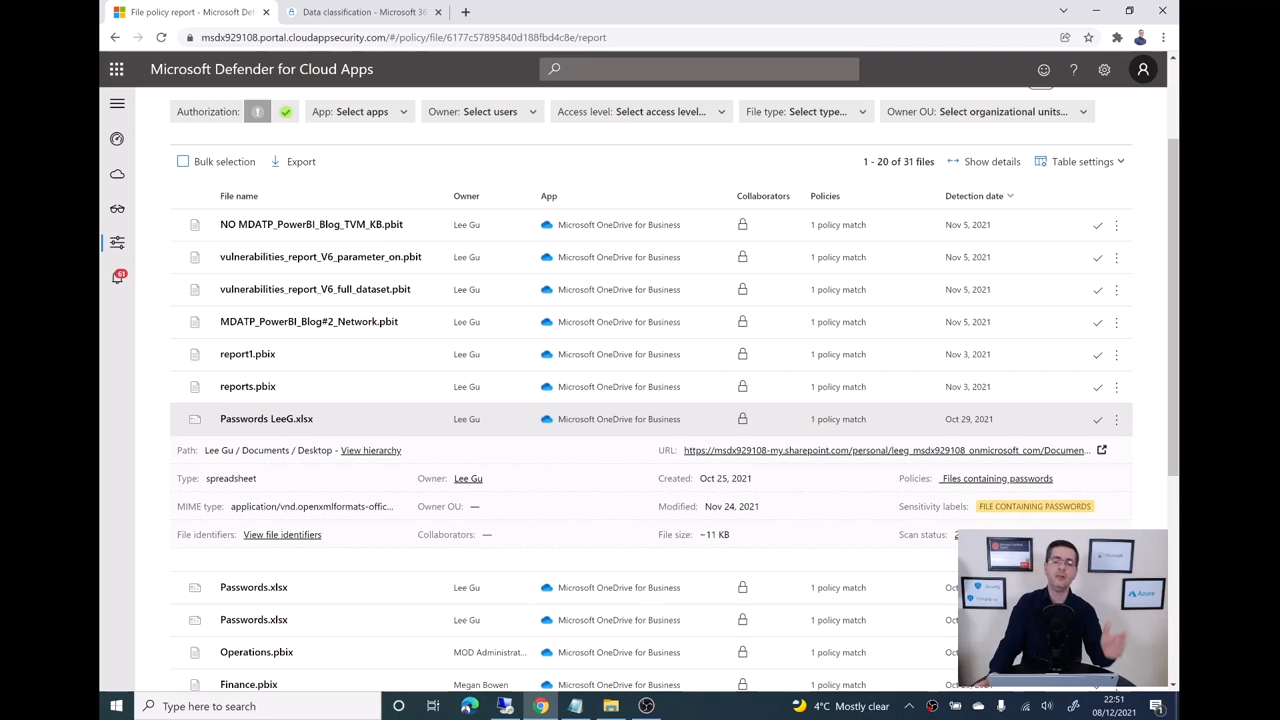 File policy report - Microsoft Def
Data classification - Microsoft 36
msdx929108.portal.cloudappsecurity.com/#/policy/file/6177c57895840d188fbd4c8e/report
Microsoft Defender for Cloud Apps
Authorization: App: Select apps Owner: Select users Access level: Select access level... File type: Select type... Owner OU: Select organizational units...
Bulk selection Export 1 - 20 of 31 files Show details Table settings
File name Owner App Collaborators Policies Detection date
NO MDATP_PowerBI_Blog_TVM_KB.pbit Lee Gu Microsoft OneDrive for Business 1 policy match Nov 5, 2021
vulnerabilities_report_V6_parameter_on.pbit Lee Gu Microsoft OneDrive for Business 1 policy match Nov 5, 2021
61
vulnerabilities_report_V6_full_dataset.pbit Lee Gu Microsoft OneDrive for Business 1 policy match Nov 5, 2021
MDATP_PowerBI_Blog#2_Network.pbit Lee Gu Microsoft OneDrive for Business 1 policy match Nov 5, 2021
report1.pbix Lee Gu Microsoft OneDrive for Business 1 policy match Nov 3, 2021
reports.pbix Lee Gu Microsoft OneDrive for Business 1 policy match Nov 3, 2021
Passwords LeeG.xlsx Lee Gu Microsoft OneDrive for Business 1 policy match Oct 29, 2021
Path: Lee Gu / Documents / Desktop - View hierarchy URL: https://msdx929108-my.sharepoint.com/personal/leeg_msdx929108_onmicrosoft_com/Documen...
Type: spreadsheet Owner: Lee Gu Created: Oct 25, 2021 Policies: Files containing passwords
MIME type: application/vnd.openxmlformats-offic... Owner OU: — Modified: Nov 24, 2021 Sensitivity labels: FILE CONTAINING PASSWORDS
File identifiers: View file identifiers Collaborators: — File size: ~11 KB Scan status:
Passwords.xlsx Lee Gu Microsoft OneDrive for Business 1 policy match
Passwords.xlsx Lee Gu Microsoft OneDrive for Business 1 policy match
Operations.pbix MOD Administrat... Microsoft OneDrive for Business 1 policy match
Finance.pbix Megan Bowen Microsoft OneDrive for Business 1 policy match
Microsoft
Security
Compliance
Azure
Type here to search 4°C Mostly clear 22:51
08/12/2021